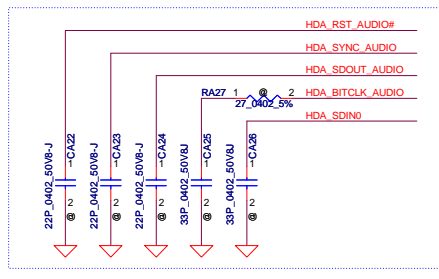 HDA_RST_AUDIO#
HDA_SYNC_AUDIO
HDA_SDOUT_AUDIO
RA27 1 @ 2 HDA_BITCLK_AUDIO
27_0402_5%
HDA_SDIN0
22P_0402_50V8-J
1 CA22
2
@
22P_0402_50V8-J
1 CA23
2
@
22P_0402_50V8-J
1 CA24
2
@
33P_0402_50V8J
1 CA25
2
@
33P_0402_50V8J
1 CA26
2
@